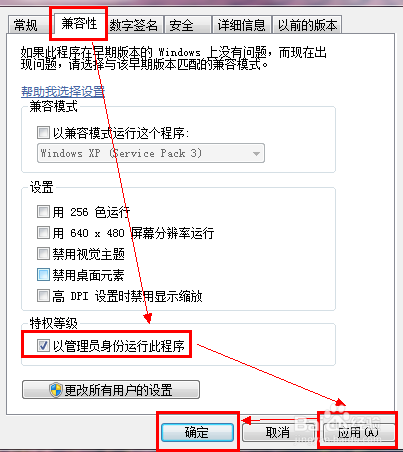 常规 兼容性 数字签名 安全 详细信息 以前的版本
如果此程序在早期版本的 Windows 上没有问题，而现在出
现问题，请选择与该早期版本匹配的兼容模式。
帮助我选择设置
兼容模式
以兼容模式运行这个程序:
Windows XP (Service Pack 3)
设置
用 256 色运行
用 640 x 480 屏幕分辨率运行
禁用视觉主题
禁用桌面元素
高 DPI 设置时禁用显示缩放
特权等级
以管理员身份运行此程序
更改所有用户的设置
确定 取消 应用(A)